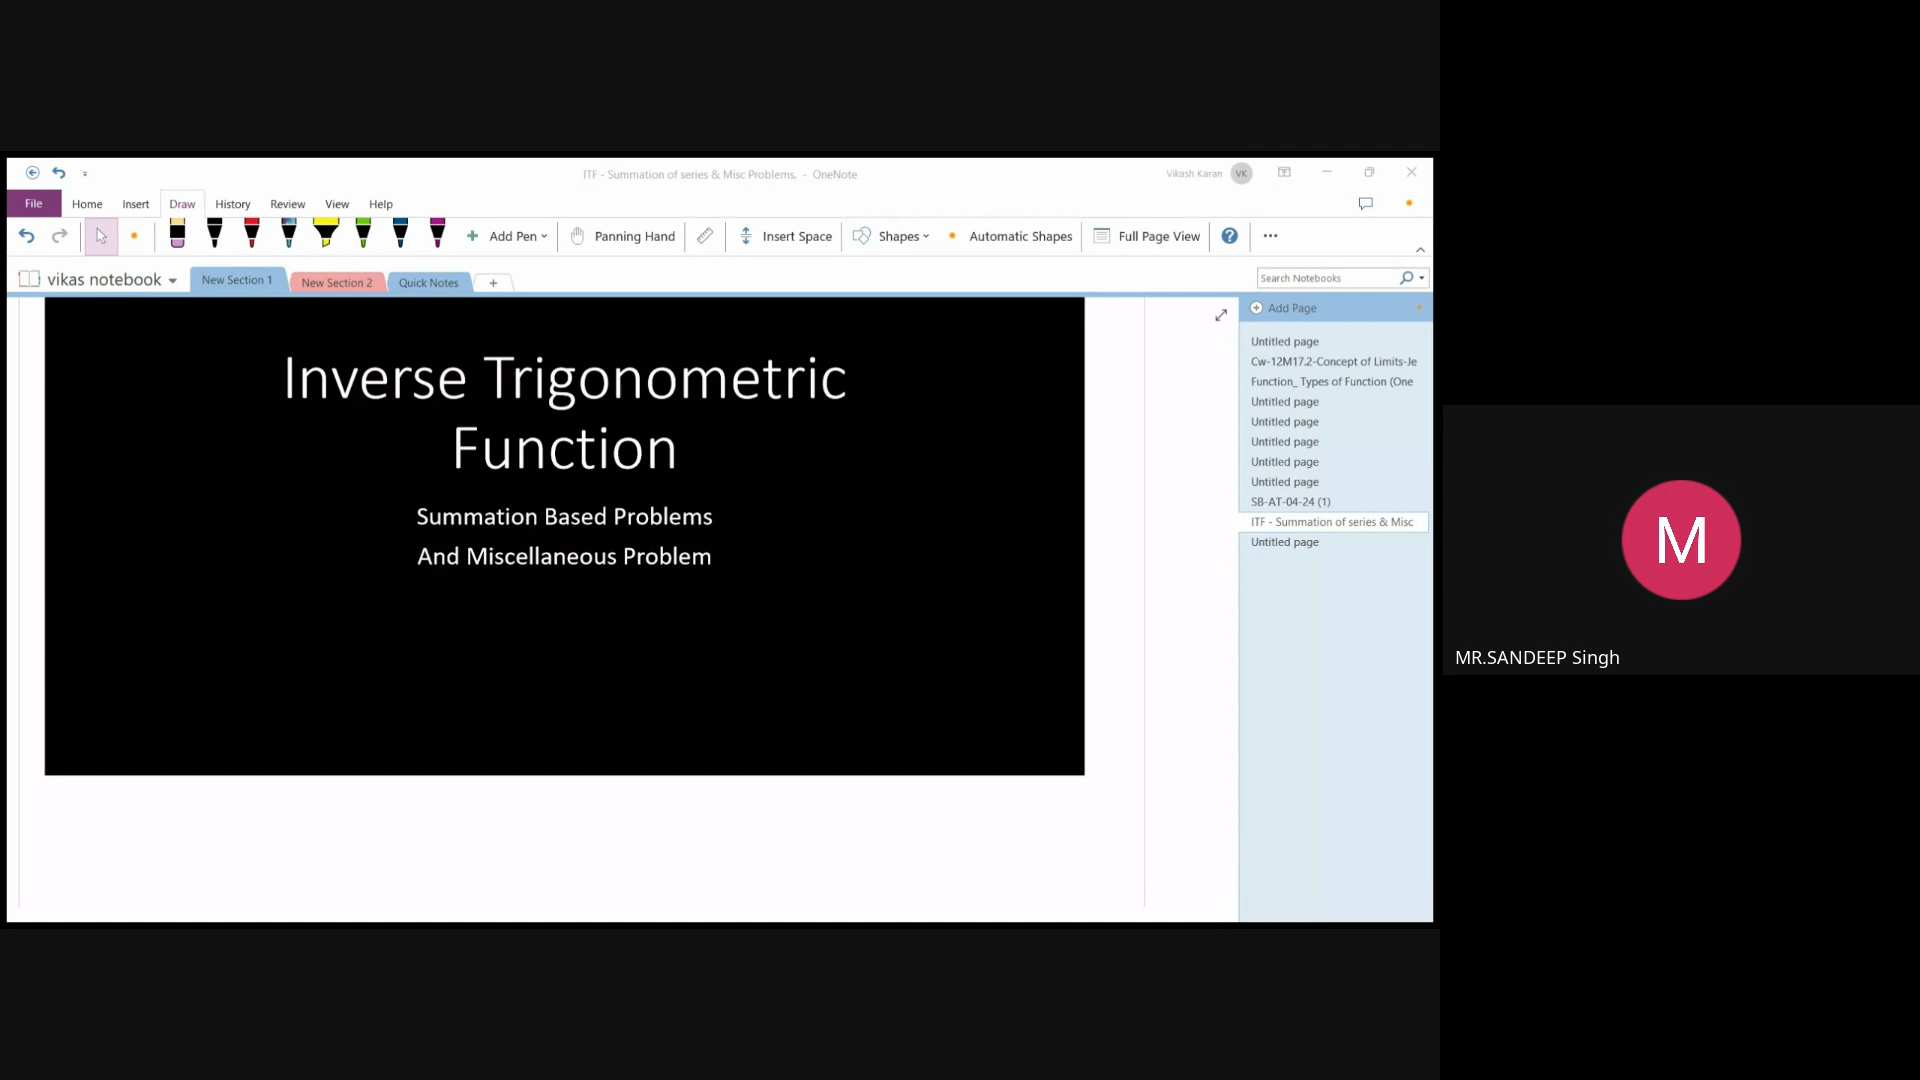 ITF - Summation of series & Misc Problems. - OneNote
Vikash Karan VK
File Home Insert Draw History Review View Help
Add Pen Panning Hand Insert Space Shapes Automatic Shapes Full Page View
vikas notebook New Section 1 New Section 2 Quick Notes +
Search Notebooks
Add Page
Inverse Trigonometric
Function
Summation Based Problems
And Miscellaneous Problem
Untitled page
Cw-12M17.2-Concept of Limits-Je
Function_ Types of Function (One
Untitled page
Untitled page
Untitled page
Untitled page
Untitled page
SB-AT-04-24 (1)
ITF - Summation of series & Misc
Untitled page
M
MR.SANDEEP Singh